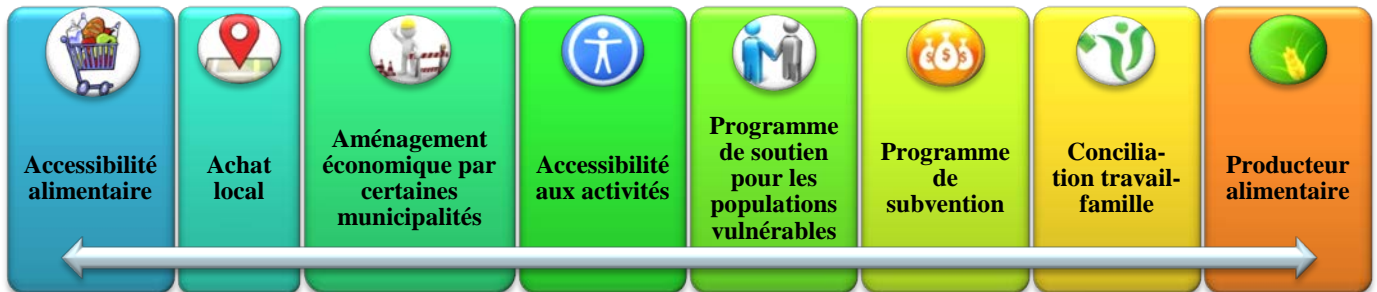 Accessibilité
alimentaire
Achat
local
Aménagement
économique par
certaines
municipalités
Accessibilité
aux activités
Programme
de soutien
pour les
populations
vulnérables
Programme
de
subvention
Concilia-
tion travail-
famille
Producteur
alimentaire